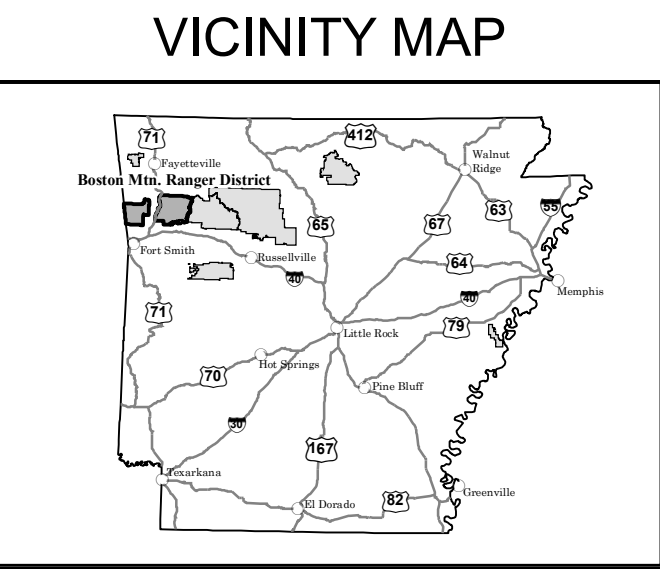 VICINITY MAP
412
71
Walnut
Ridge
Fayetteville
Boston Mtn. Ranger District
55
63
65
67
Fort Smith
Russellville
64
40
Memphis
40
71
79
Little Rock
Hot Springs
70
Pine Bluff
30
167
Texarkana
Greenville
82
El Dorado